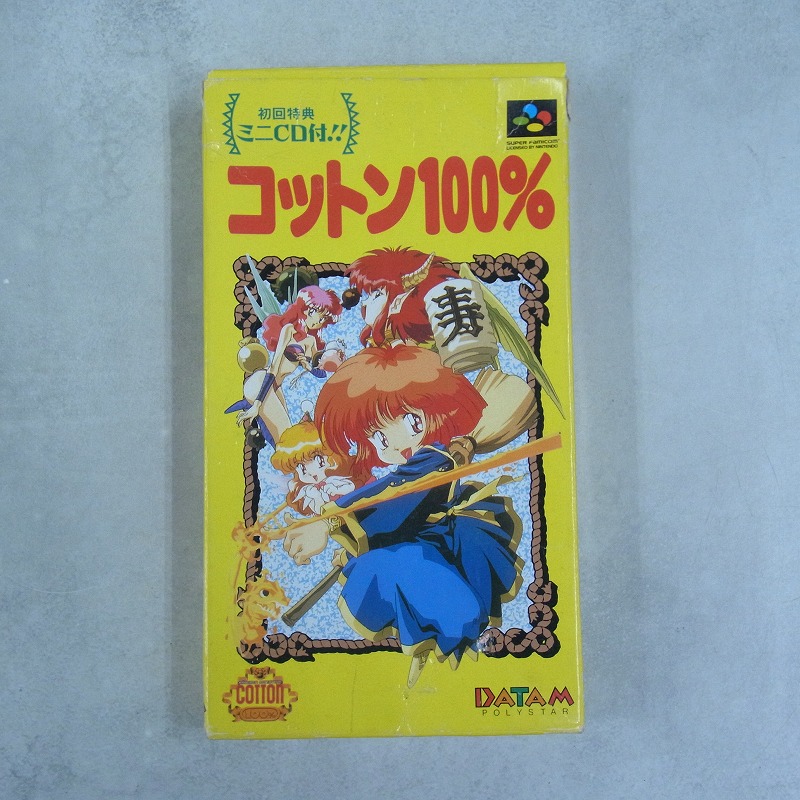 初回特典
ミニCD付!!
SUPER FAMICOM
LICENSED BY NINTENDO
コットン100%
寿
COTTON
100%
DATAM
POLYSTAR